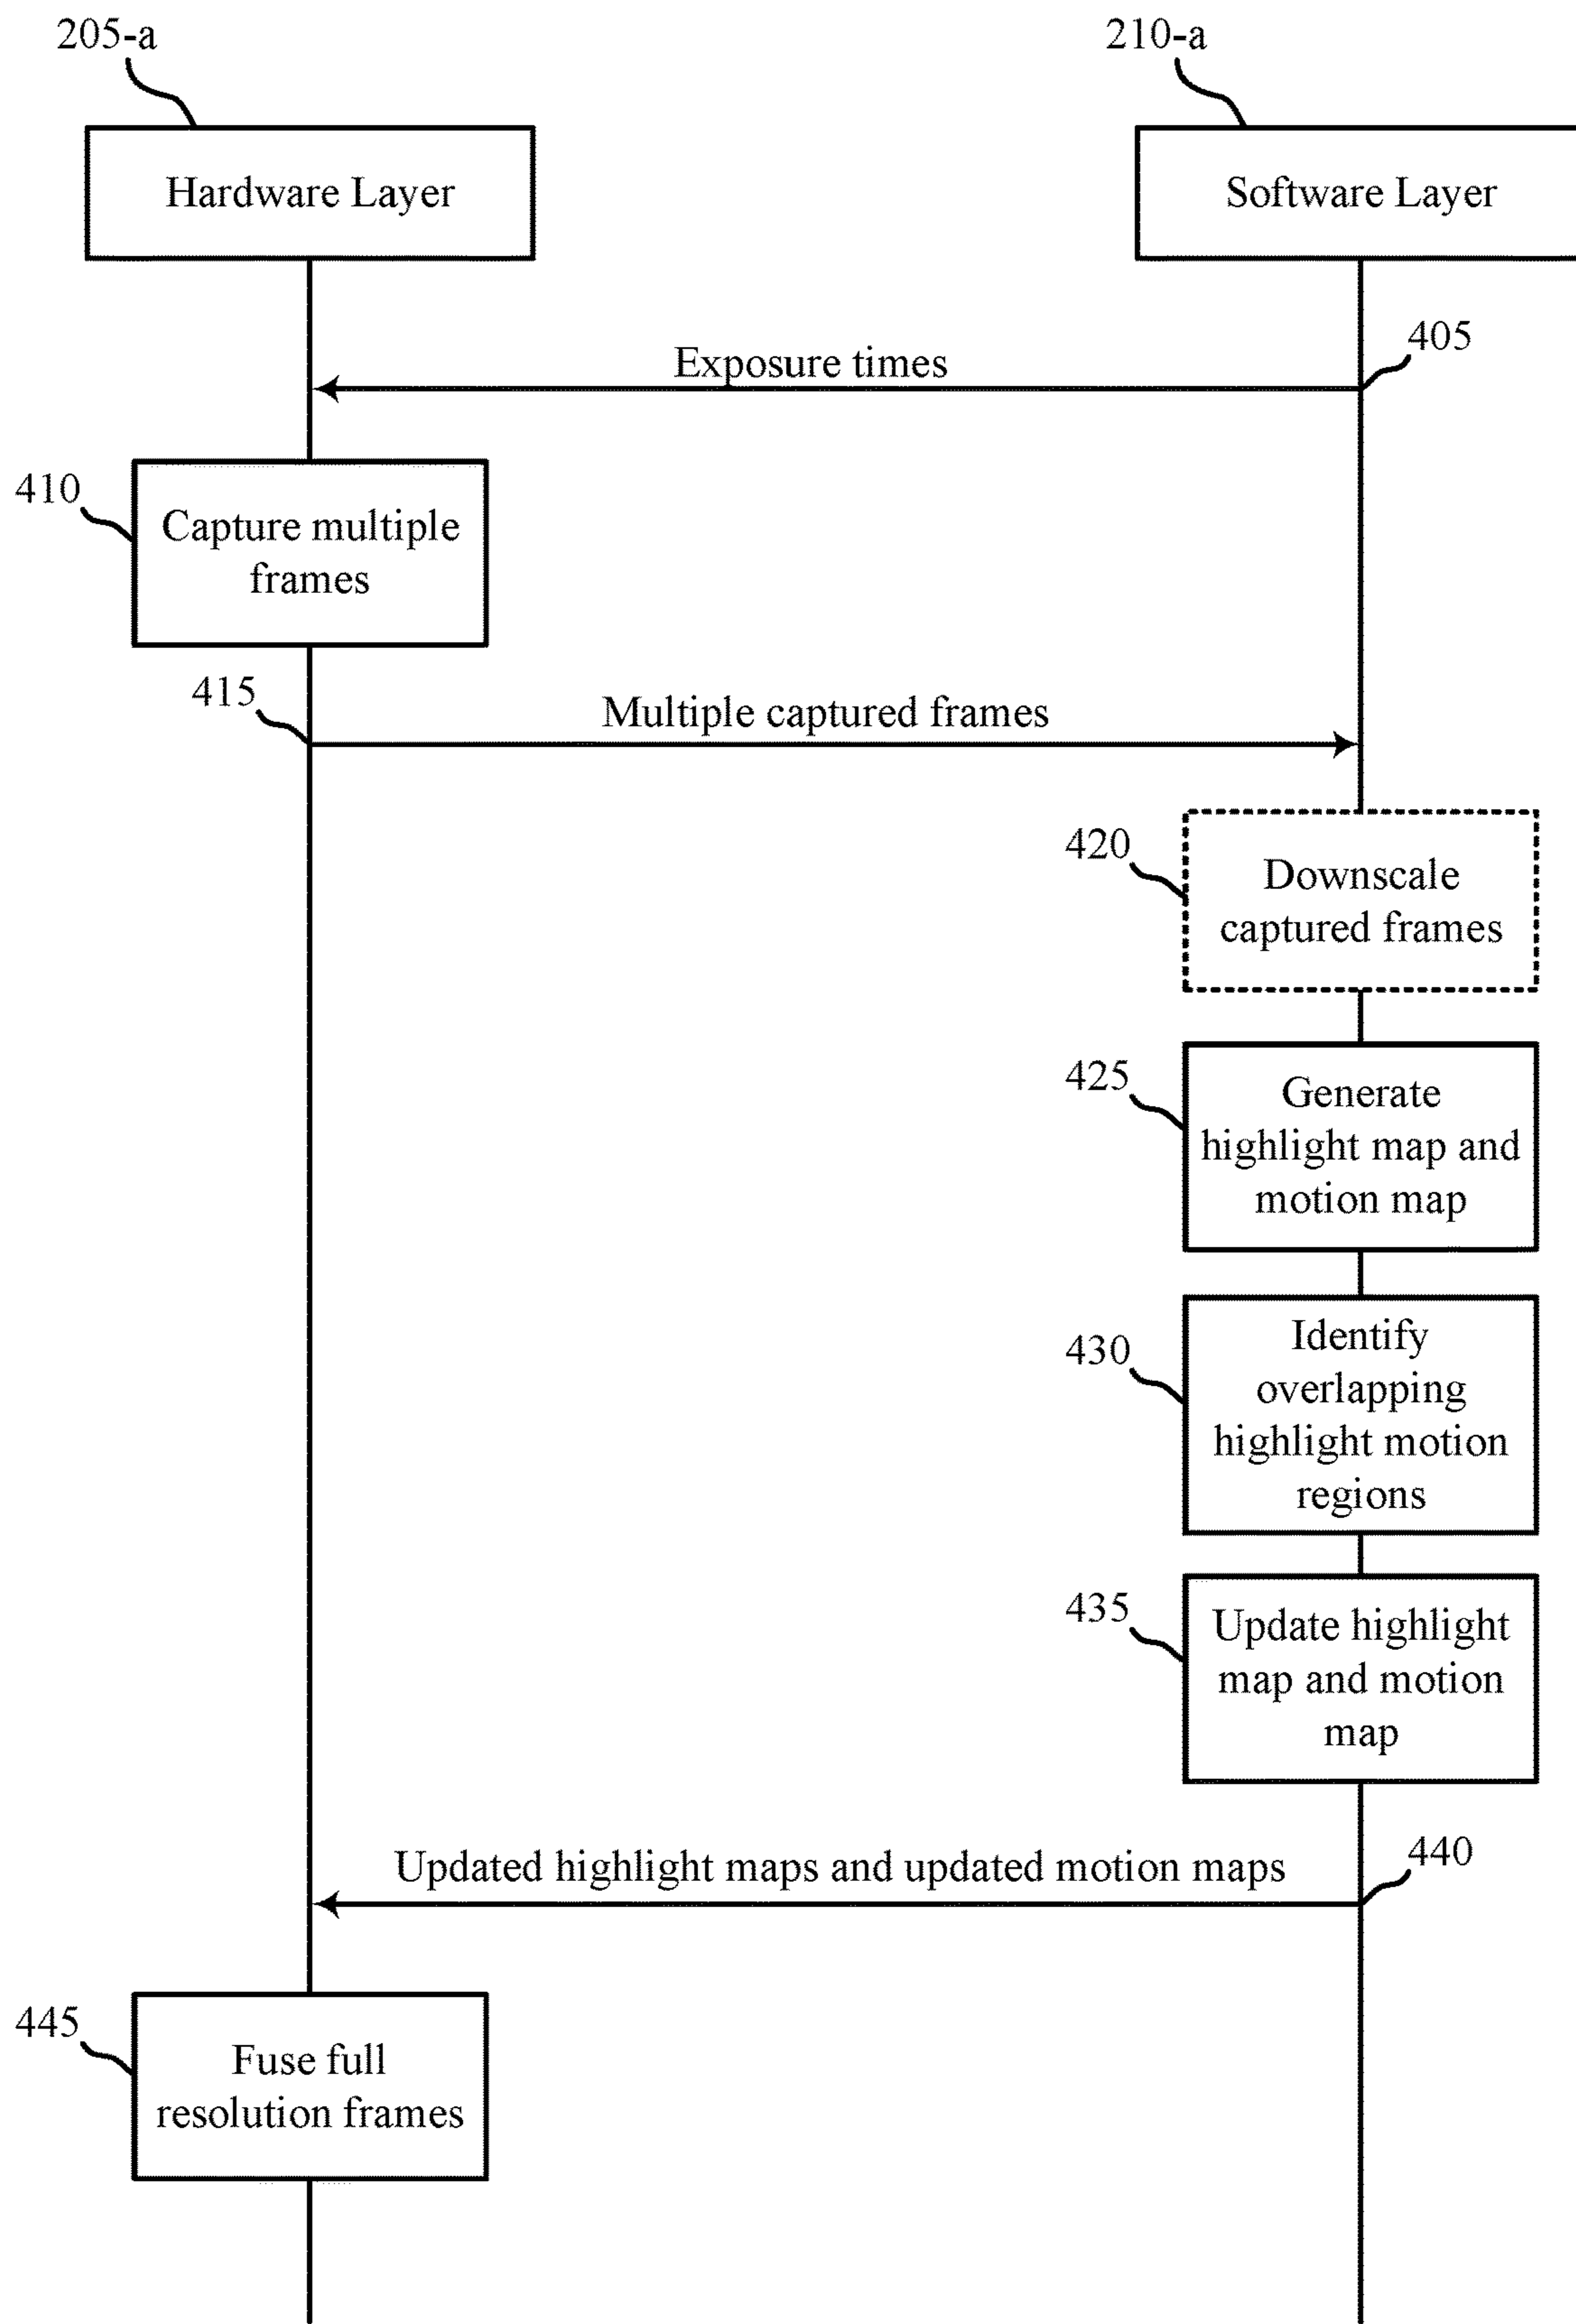 205-a
210-a
Hardware Layer
Software Layer
405
Exposure times
410
Capture multiple
frames
415
Multiple captured frames
420
Downscale
captured frames
425
Generate
highlight map and
motion map
430
Identify
overlapping
highlight motion
regions
435
Update highlight
map and motion
map
440
Updated highlight maps and updated motion maps
445
Fuse full
resolution frames